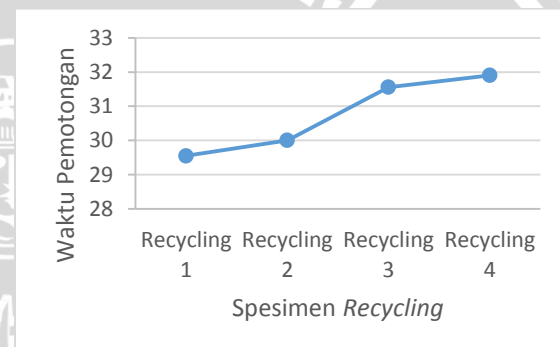 33
32
31
30
29
28
Waktu Pemotongan
Recycling Recycling Recycling Recycling
1 2 3 4
Spesimen Recycling